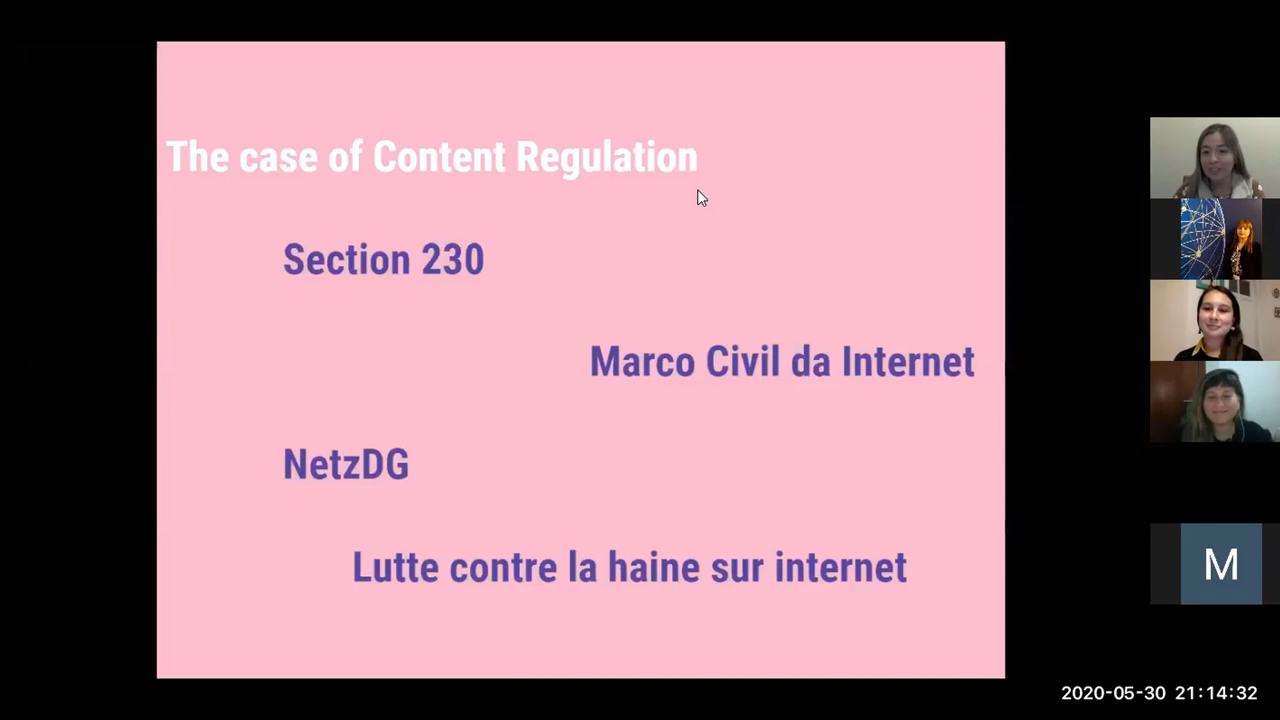 The case of Content Regulation
Section 230
Marco Civil da Internet
NetzDG
Lutte contre la haine sur internet
M
2020-05-30 21:14:32